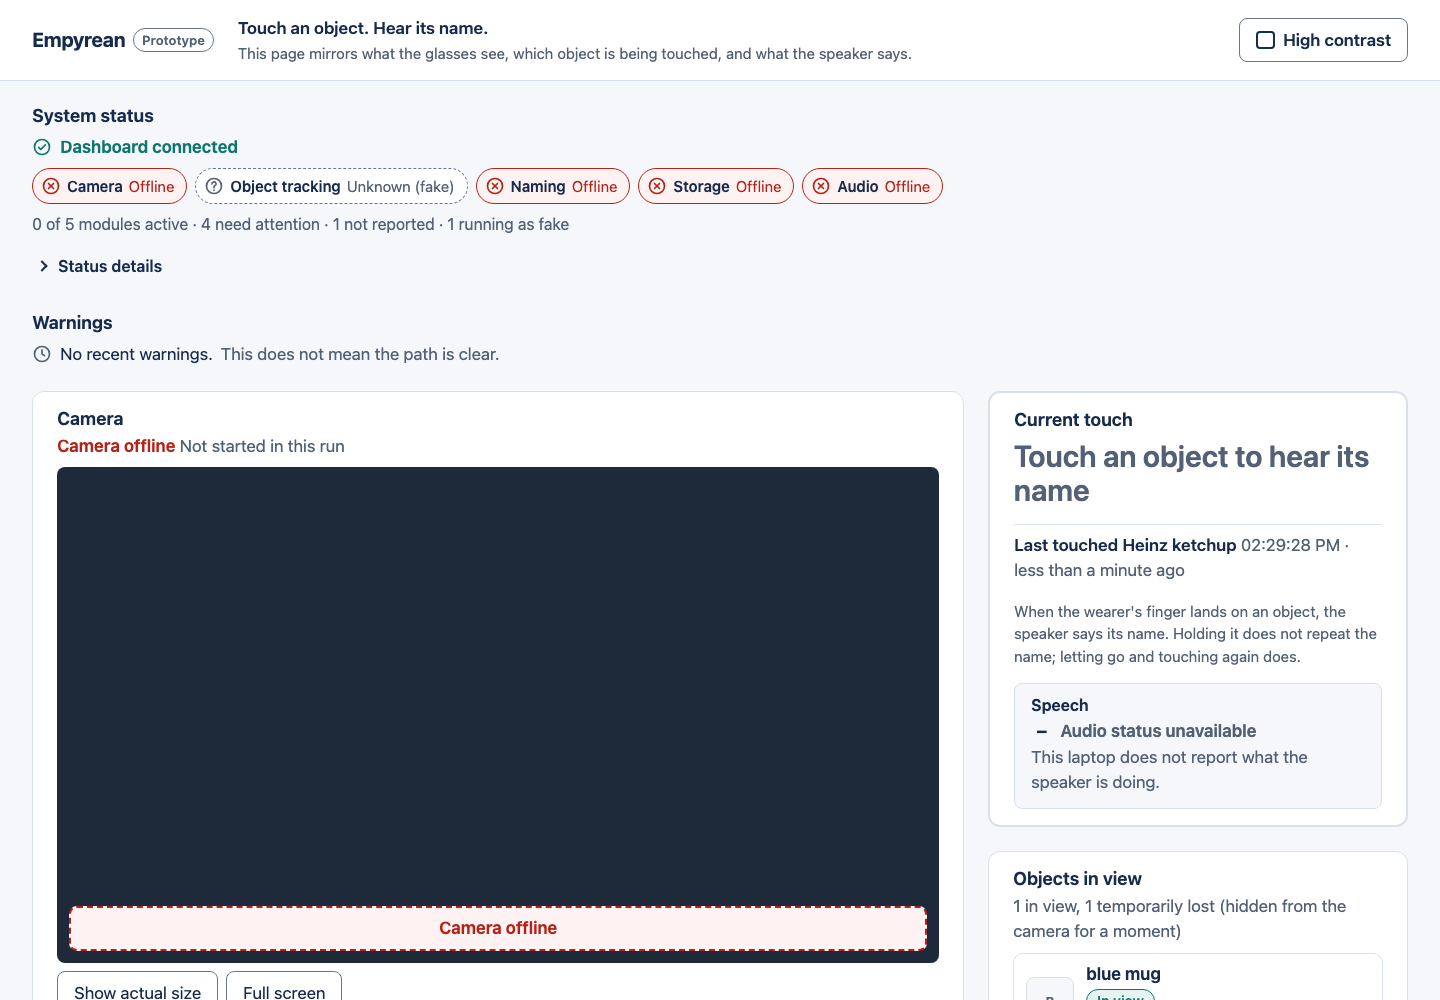 Empyrean
Prototype
Touch an object. Hear its name.
This page mirrors what the glasses see, which object is being touched, and what the speaker says.
High contrast
System status
Dashboard connected
Camera Offline
Object tracking Unknown (fake)
Naming Offline
Storage Offline
Audio Offline
0 of 5 modules active · 4 need attention · 1 not reported · 1 running as fake
Status details
Warnings
No recent warnings. This does not mean the path is clear.
Camera
Camera offline Not started in this run
Camera offline
Show actual size
Full screen
Current touch
Touch an object to hear its
name
Last touched Heinz ketchup 02:29:28 PM ·
less than a minute ago
When the wearer's finger lands on an object, the
speaker says its name. Holding it does not repeat the
name; letting go and touching again does.
Speech
Audio status unavailable
This laptop does not report what the
speaker is doing.
Objects in view
1 in view, 1 temporarily lost (hidden from the
camera for a moment)
blue mug
In view